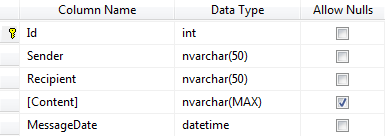 Column Name Data Type Allow Nulls
Id int
Sender nvarchar(50)
Recipient nvarchar(50)
[Content] nvarchar(MAX)
MessageDate datetime